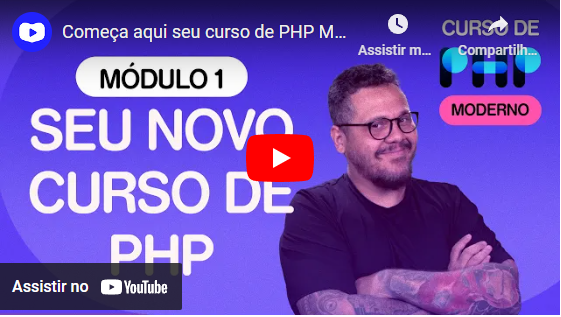 Começa aqui seu curso de PHP M...
Assistir m...
Compartilh...
CURSO DE
PHP
MODERNO
MÓDULO 1
SEU NOVO
CURSO DE
PHP
Assistir no YouTube